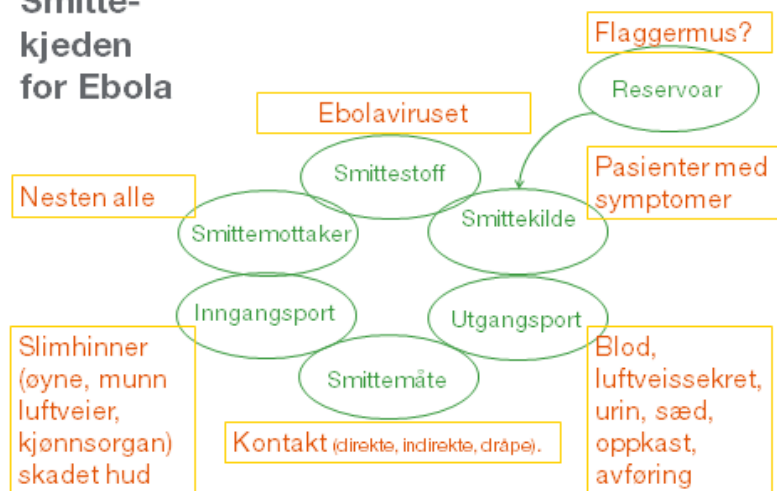 Smitte-
kjeden
for Ebola
Flaggermus?
Reservoar
Ebolaviruset
Smittestoff
Pasienter med
symptomer
Nesten alle
Smittemottaker
Smittekilde
Inngangsport
Utgangsport
Slimhinner
(øyne, munn
luftveier,
kjønnsorgan)
skadet hud
Smittemåte
Kontakt (direkte, indirekte, dråpe).
Blod,
luftveissekret,
urin, sæd,
oppkast,
avføring